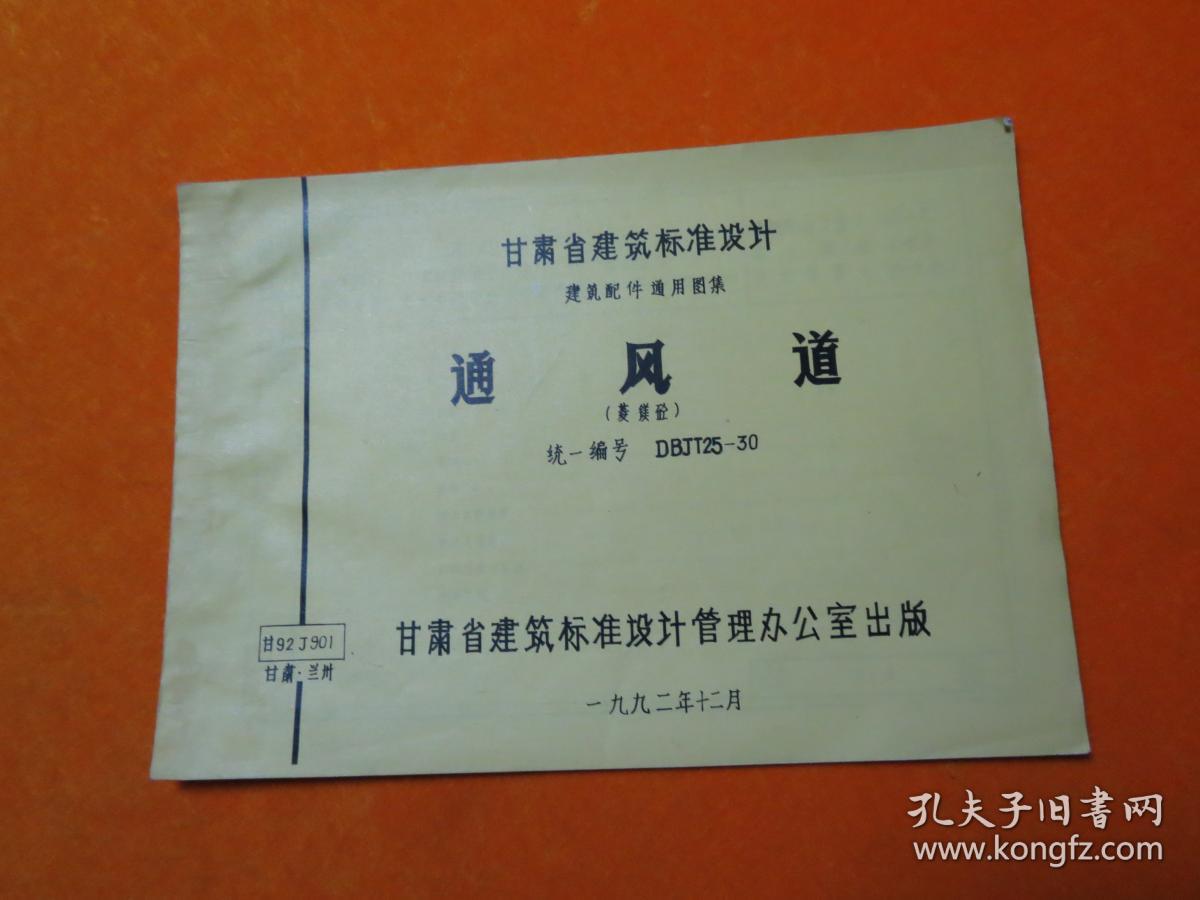 甘肃省建筑标准设计
建筑配件通用图集
通风道
(菱镁砼)
统一编号 DBJT25-30
甘92J901
甘肃·兰州
甘肃省建筑标准设计管理办公室出版
一九九二年十二月
孔夫子旧書网
www.kongfz.com